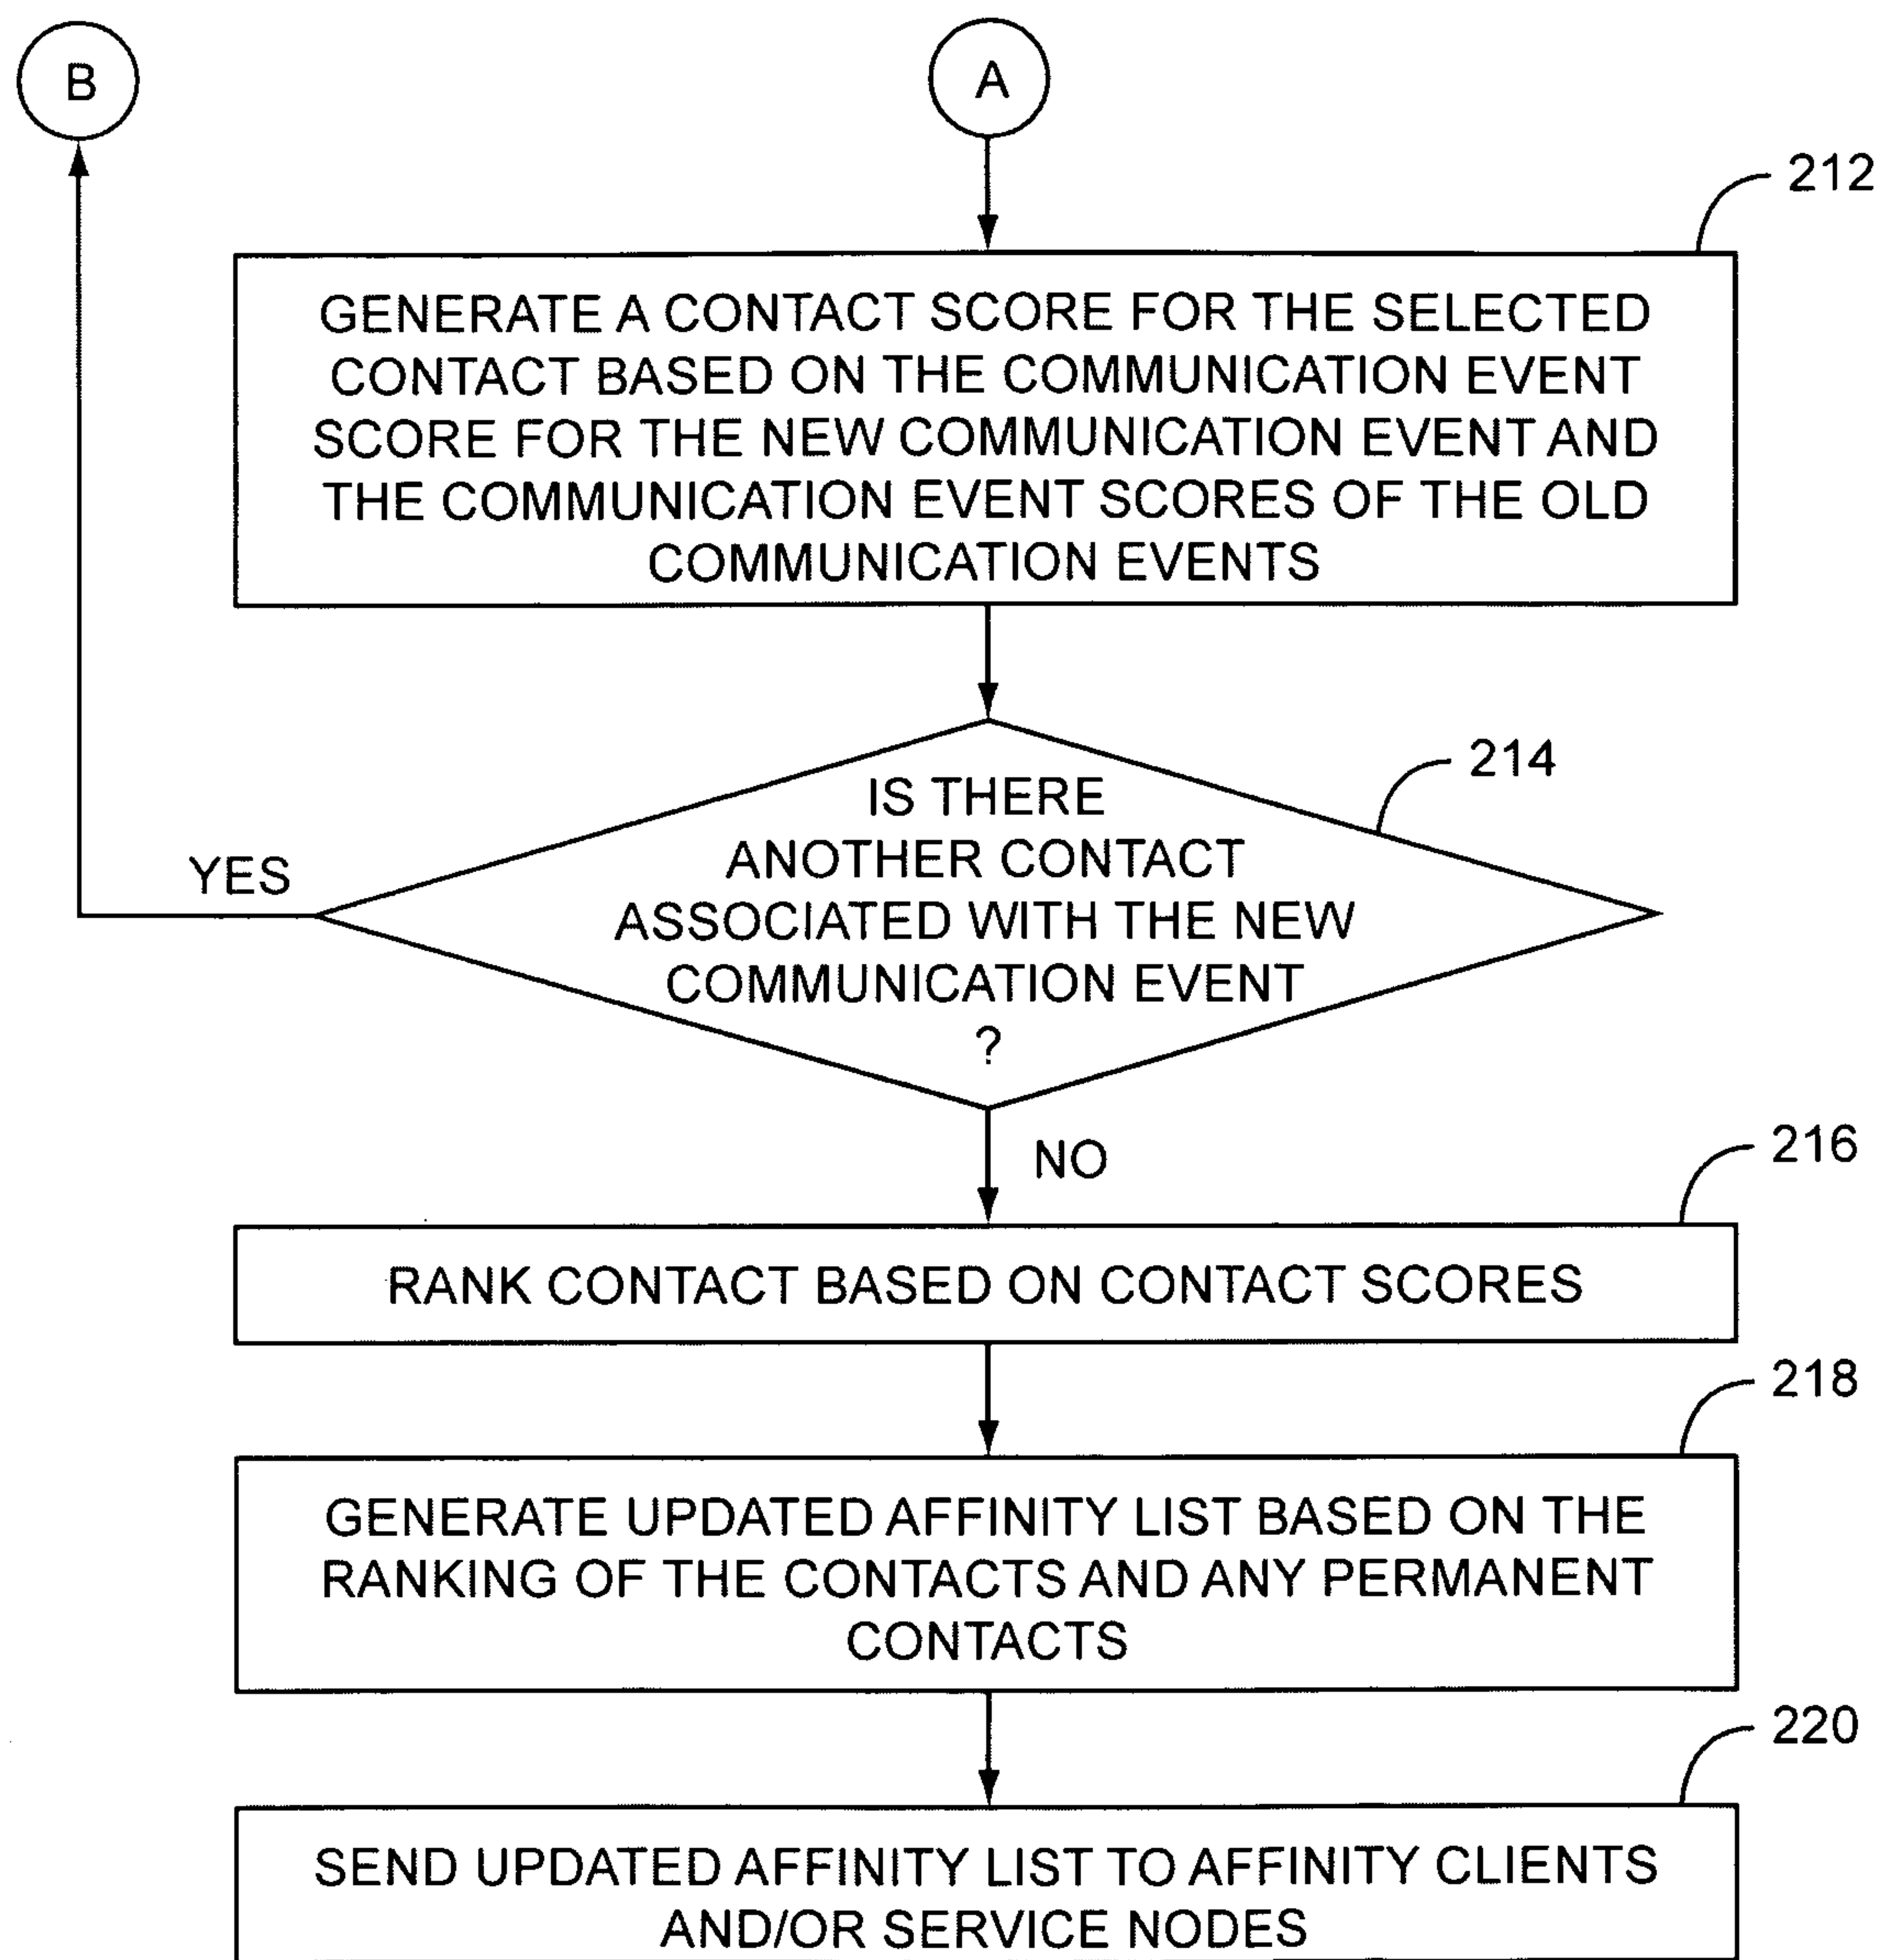 B
A
212
GENERATE A CONTACT SCORE FOR THE SELECTED
CONTACT BASED ON THE COMMUNICATION EVENT
SCORE FOR THE NEW COMMUNICATION EVENT AND
THE COMMUNICATION EVENT SCORES OF THE OLD
COMMUNICATION EVENTS
214
IS THERE
ANOTHER CONTACT
ASSOCIATED WITH THE NEW
COMMUNICATION EVENT
?
YES
NO
216
RANK CONTACT BASED ON CONTACT SCORES
218
GENERATE UPDATED AFFINITY LIST BASED ON THE
RANKING OF THE CONTACTS AND ANY PERMANENT
CONTACTS
220
SEND UPDATED AFFINITY LIST TO AFFINITY CLIENTS
AND/OR SERVICE NODES